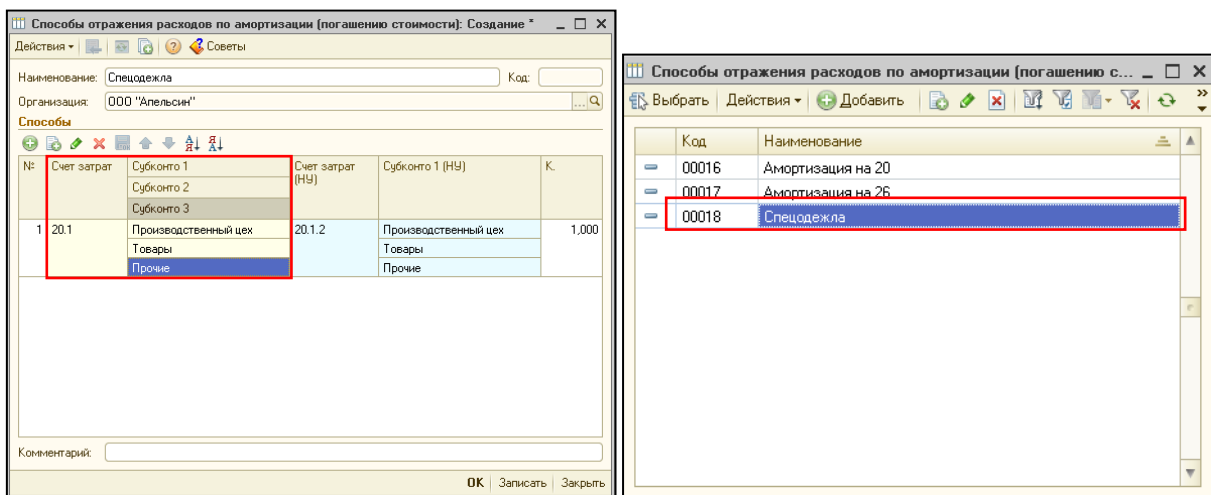 Способы отражения расходов по амортизации (погашению стоимости): Создание *
Действия Советы
Наименование: Спецодежла Код:
Организация: ООО "Апельсин" ...
Способы
№ Счет затрат Субконто 1 Счет затрат (НУ) Субконто 1 (НУ) К.
Субконто 2
Субконто 3
1 20.1 Производственный цех 20.1.2 Производственный цех 1,000
Товары Товары
Прочие Прочие
Комментарий:
OK Записать Закрыть
Способы отражения расходов по амортизации (погашению с...
Выбрать Действия Добавить »
Код Наименование
00016 Амортизация на 20
00017 Амортизация на 26
00018 Спецодежла